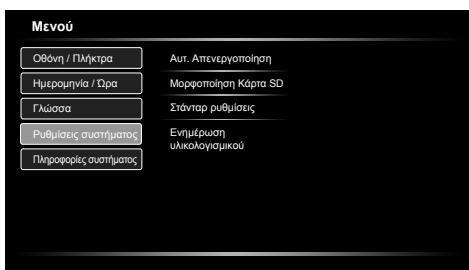 Μενού
Οθόνη / Πλήκτρα
Αυτ. Απενεργοποίηση
Ημερομηνία / Ώρα
Μορφοποίηση Κάρτα SD
Γλώσσα
Στάνταρ ρυθμίσεις
Ρυθμίσεις συστήματος
Ενημέρωση
υλικολογισμικού
Πληροφορίες συστήματος